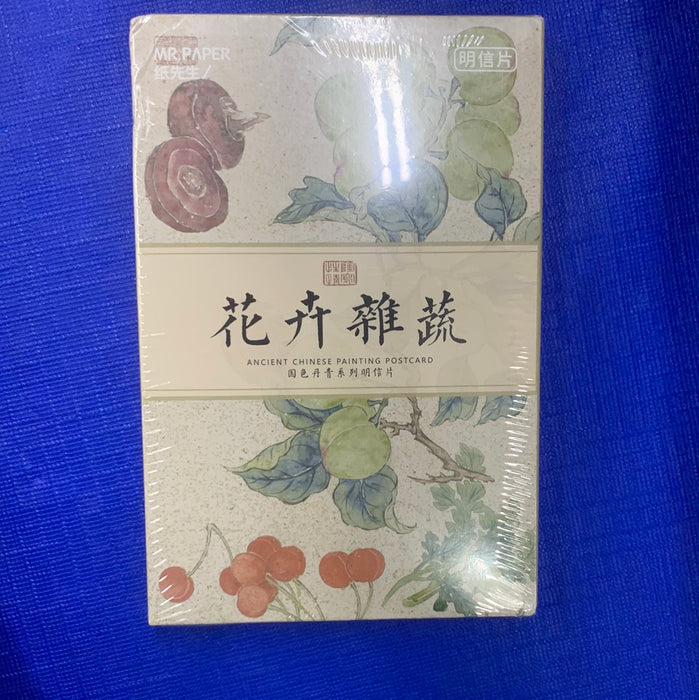 MR.PAPER
纸先生
明信片
花卉雜蔬
ANCIENT CHINESE PAINTING POSTCARD
国色丹青系列明信片